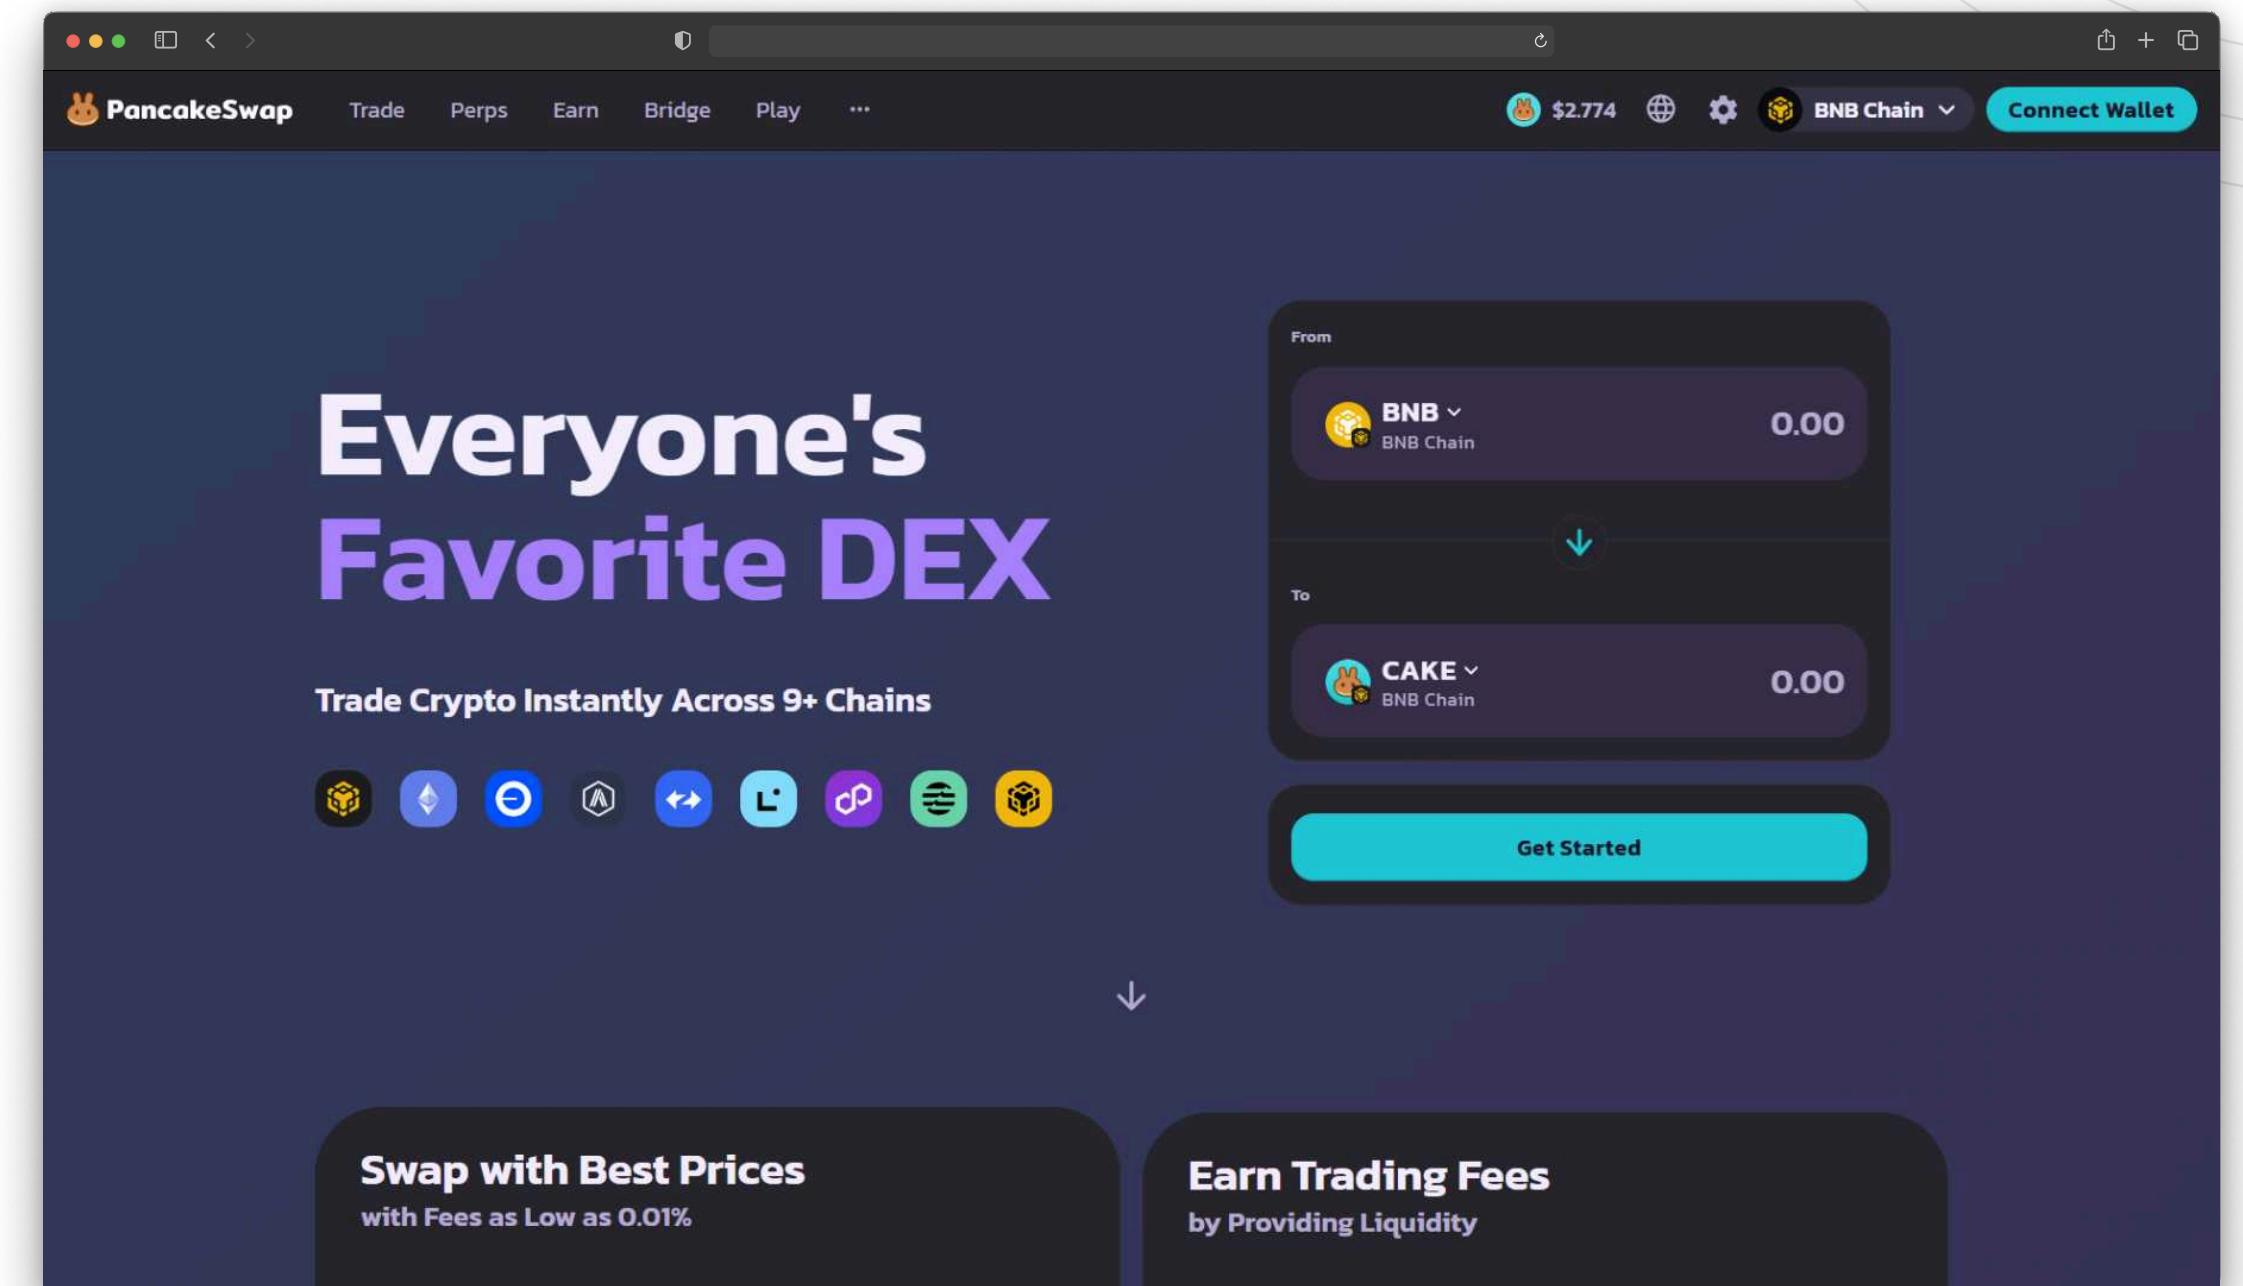 PancakeSwap Trade Perps Earn Bridge Play ··· $2.774 BNB Chain Connect Wallet
Everyone's
Favorite DEX
Trade Crypto Instantly Across 9+ Chains
From
BNB 0.00
BNB Chain
To
CAKE 0.00
BNB Chain
Get Started
Swap with Best Prices
with Fees as Low as 0.01%
Earn Trading Fees
by Providing Liquidity